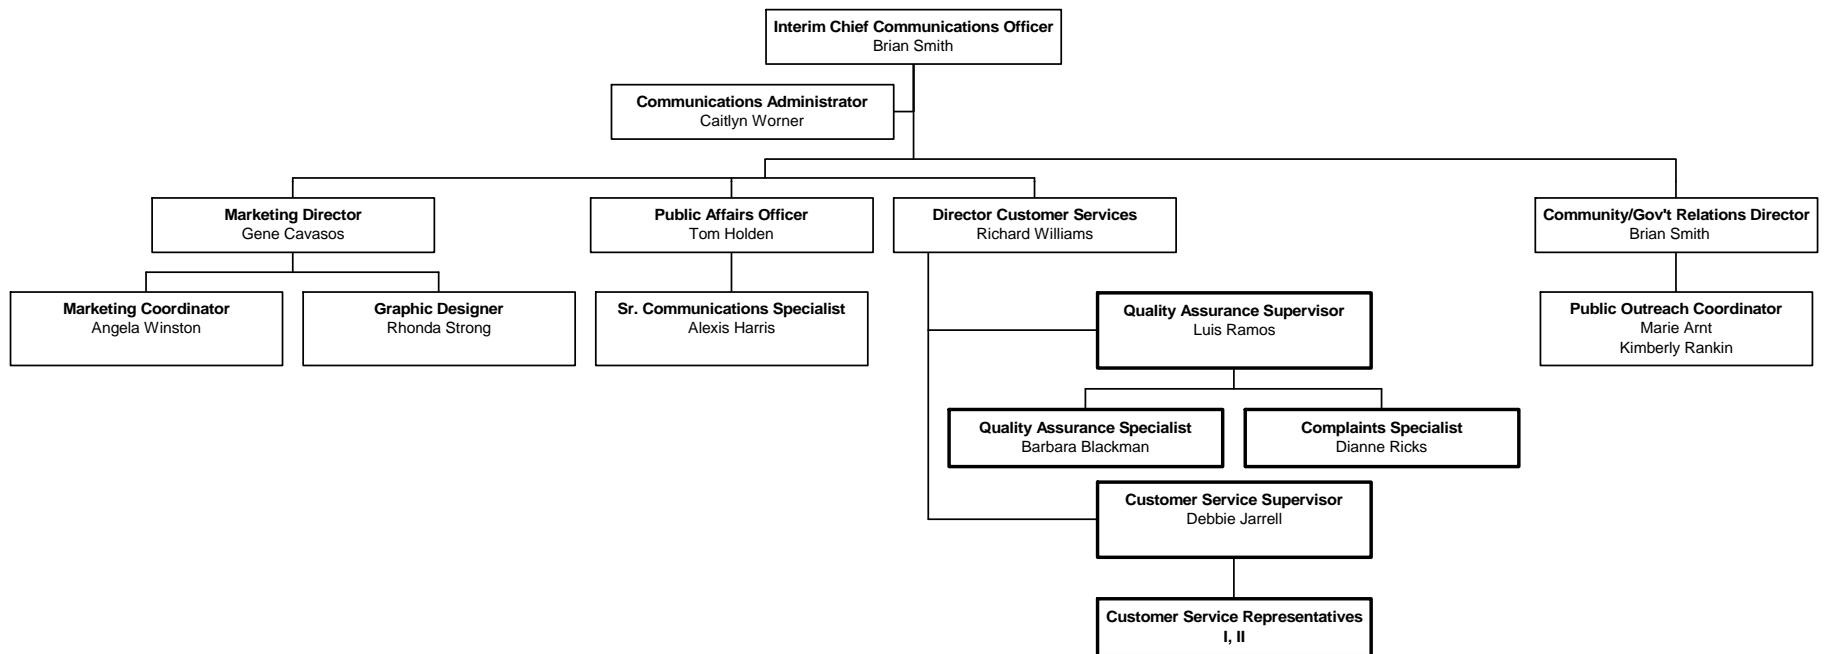 Interim Chief Communications Officer
Brian Smith
Communications Administrator
Caitlyn Worner
Marketing Director
Gene Cavasos
Public Affairs Officer
Tom Holden
Director Customer Services
Richard Williams
Community/Gov't Relations Director
Brian Smith
Marketing Coordinator
Angela Winston
Graphic Designer
Rhonda Strong
Sr. Communications Specialist
Alexis Harris
Quality Assurance Supervisor
Luis Ramos
Public Outreach Coordinator
Marie Arnt
Kimberly Rankin
Quality Assurance Specialist
Barbara Blackman
Complaints Specialist
Dianne Ricks
Customer Service Supervisor
Debbie Jarrell
Customer Service Representatives
I, II